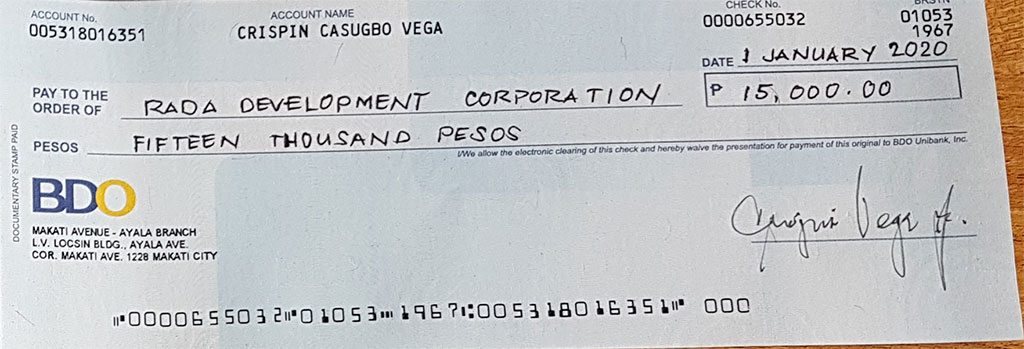 ACCOUNT No. ACCOUNT NAME CHECK No. BRSTN
005318016351 CRISPIN CASUGBO VEGA 0000655032 01053
1967
DATE 1 JANUARY 2020
PAY TO THE
ORDER OF RADA DEVELOPMENT CORPORATION P 15,000.00
PESOS FIFTEEN THOUSAND PESOS
I/We allow the electronic clearing of this check and hereby waive the presentation for payment of this original to BDO Unibank, Inc.
DOCUMENTARY STAMP PAID
BDO
MAKATI AVENUE - AYALA BRANCH
L.V. LOCSIN BLDG., AYALA AVE.
COR. MAKATI AVE. 1228 MAKATI CITY
Vega
⑈0000655032⑈01053⑉1967⑆005318016351⑈ 000